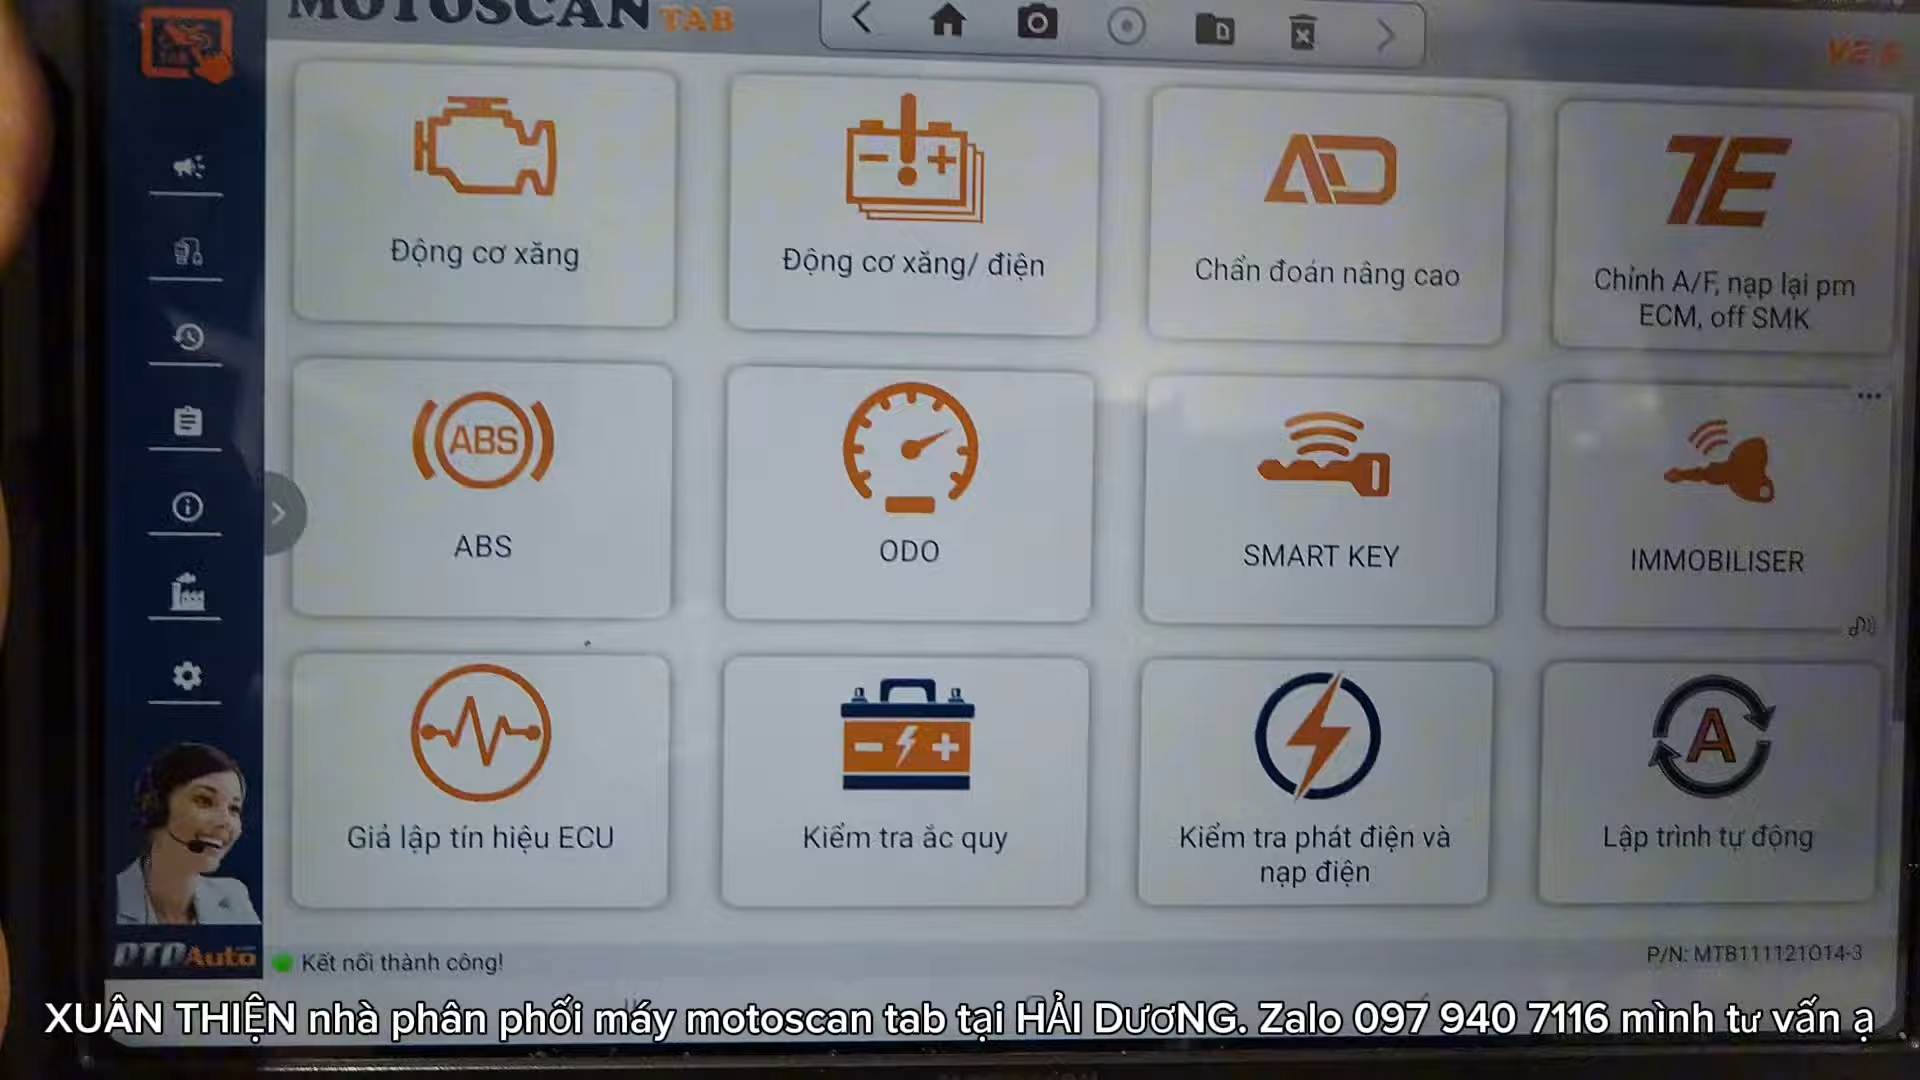 MOTOSCAN TAB
Động cơ xăng
Động cơ xăng/ điện
AD
Chẩn đoán nâng cao
TE
Chỉnh A/F, nạp lại pm
ECM, off SMK
ABS
ABS
ODO
SMART KEY
IMMOBILISER
Giả lập tín hiệu ECU
Kiểm tra ắc quy
Kiểm tra phát điện và
nạp điện
A
Lập trình tự động
DTDAuto
Kết nối thành công!
P/N: MTB111121014-3
XUÂN THIỆN nhà phân phối máy motoscan tab tại HẢI DươNG. Zalo 097 940 7116 mình tư vấn ạ